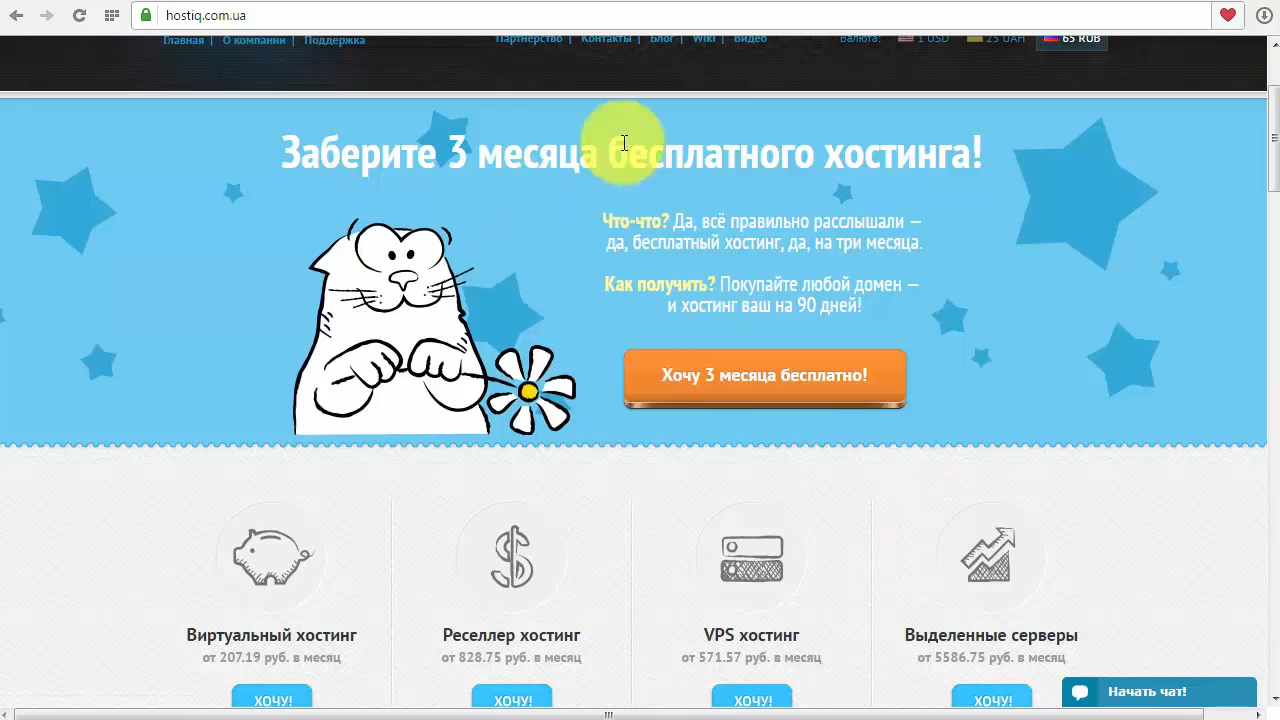 hostiq.com.ua
Главная | О компании | Поддержка
Партнерство | Контакты | Блог | Wiki | Видео
Валюта: 1 USD 25 UAH 65 RUB
Заберите 3 месяца бесплатного хостинга!
Что-что? Да, всё правильно расслышали —
да, бесплатный хостинг, да, на три месяца.
Как получить? Покупайте любой домен —
и хостинг ваш на 90 дней!
Хочу 3 месяца бесплатно!
Виртуальный хостинг
от 207.19 руб. в месяц
ХОЧУ!
Реселлер хостинг
от 828.75 руб. в месяц
ХОЧУ!
VPS хостинг
от 571.57 руб. в месяц
ХОЧУ!
Выделенные серверы
от 5586.75 руб. в месяц
ХОЧУ!
Начать чат!